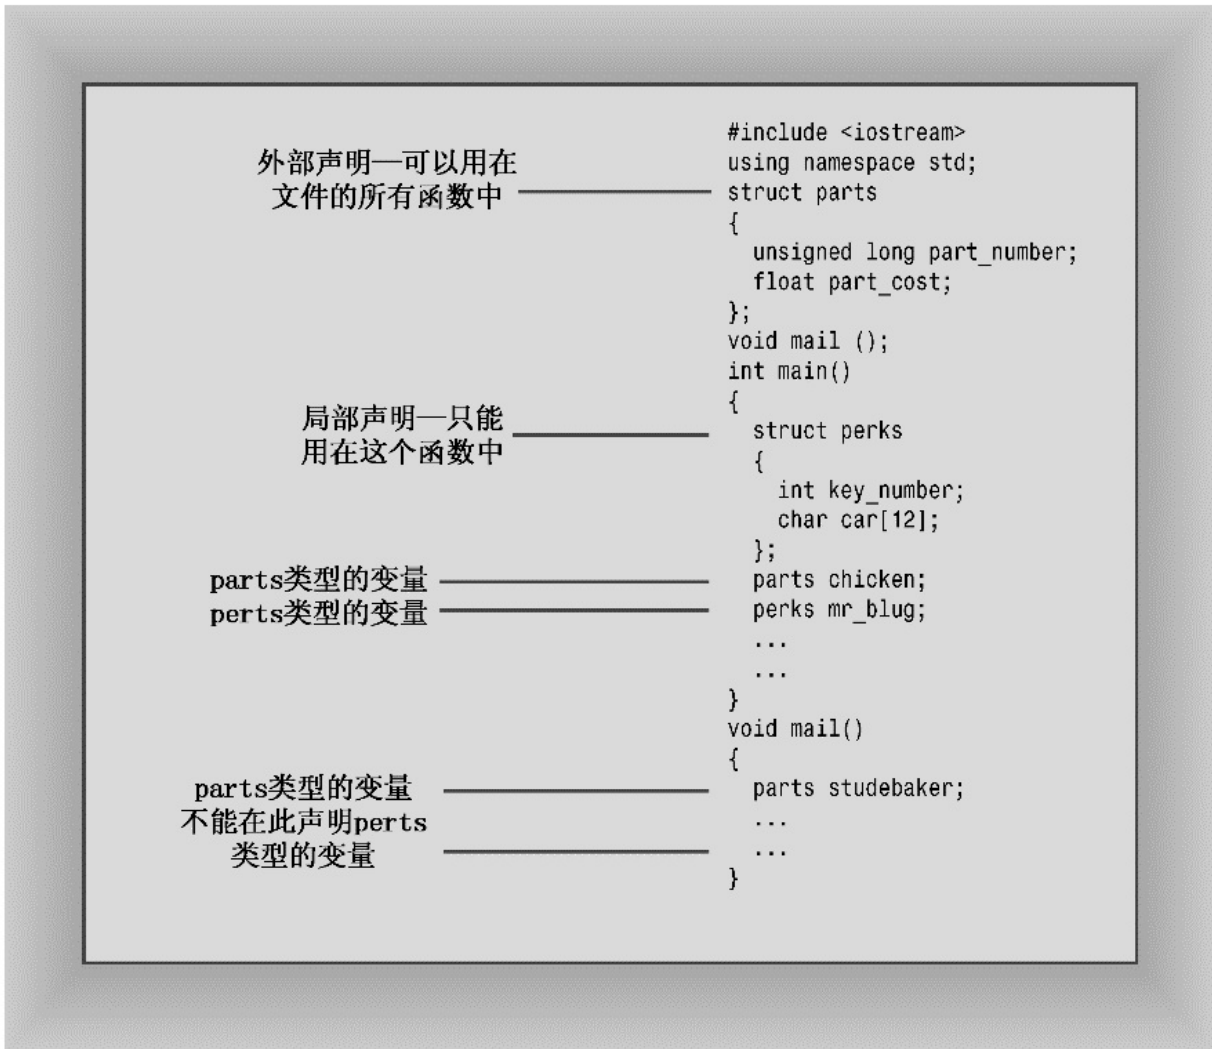 #include <iostream>
外部声明—可以用在
using namespace std;
文件的所有函数中
struct parts
{
unsigned long part_number;
float part_cost;
};
void mail ();
int main()
{
局部声明—只能
struct perks
用在这个函数中
{
int key_number;
char car[12];
};
parts类型的变量
parts chicken;
perts类型的变量
perks mr_blug;
...
...
}
void mail()
{
parts类型的变量
parts studebaker;
不能在此声明perts
...
类型的变量
...
}